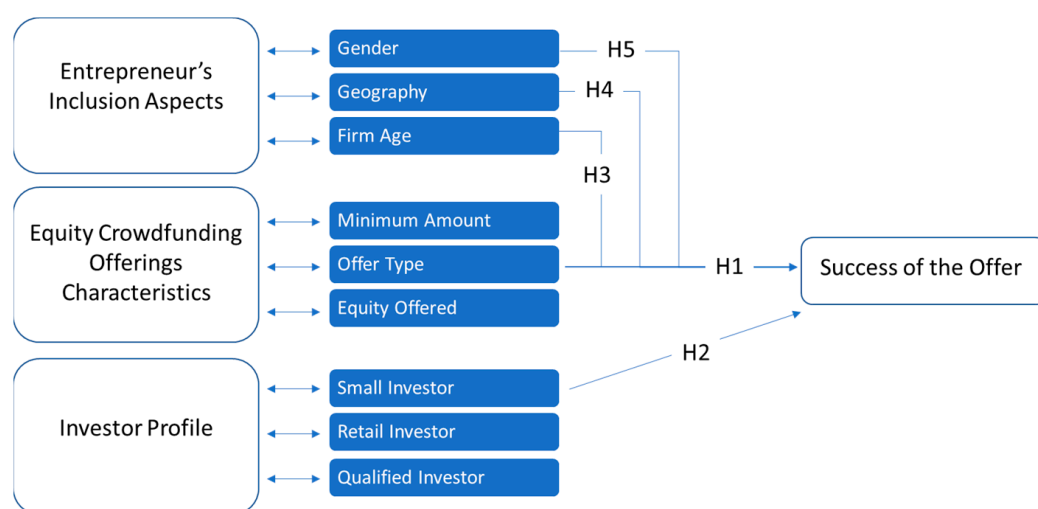 Entrepreneur's
Inclusion Aspects
Gender
Geography
Firm Age
H5
H4
H3
Equity Crowdfunding
Offerings
Characteristics
Minimum Amount
Offer Type
Equity Offered
H1
Success of the Offer
H2
Investor Profile
Small Investor
Retail Investor
Qualified Investor